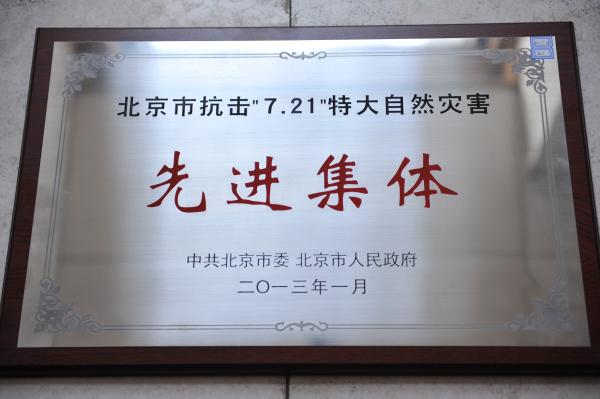 北京市抗击"7.21"特大自然灾害
先进集体
中共北京市委 北京市人民政府
二〇一三年一月